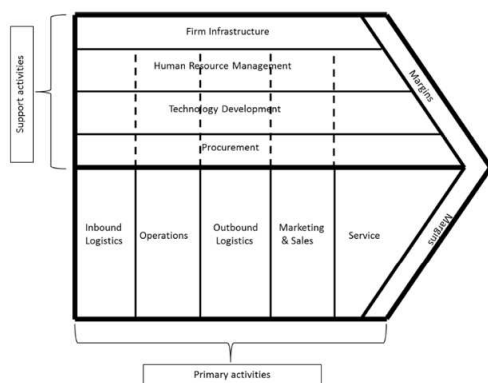 Support activities
Firm Infrastructure
Human Resource Management
Technology Development
Procurement
Margins
Inbound
Logistics
Operations
Outbound
Logistics
Marketing
& Sales
Service
Margins
Primary activities